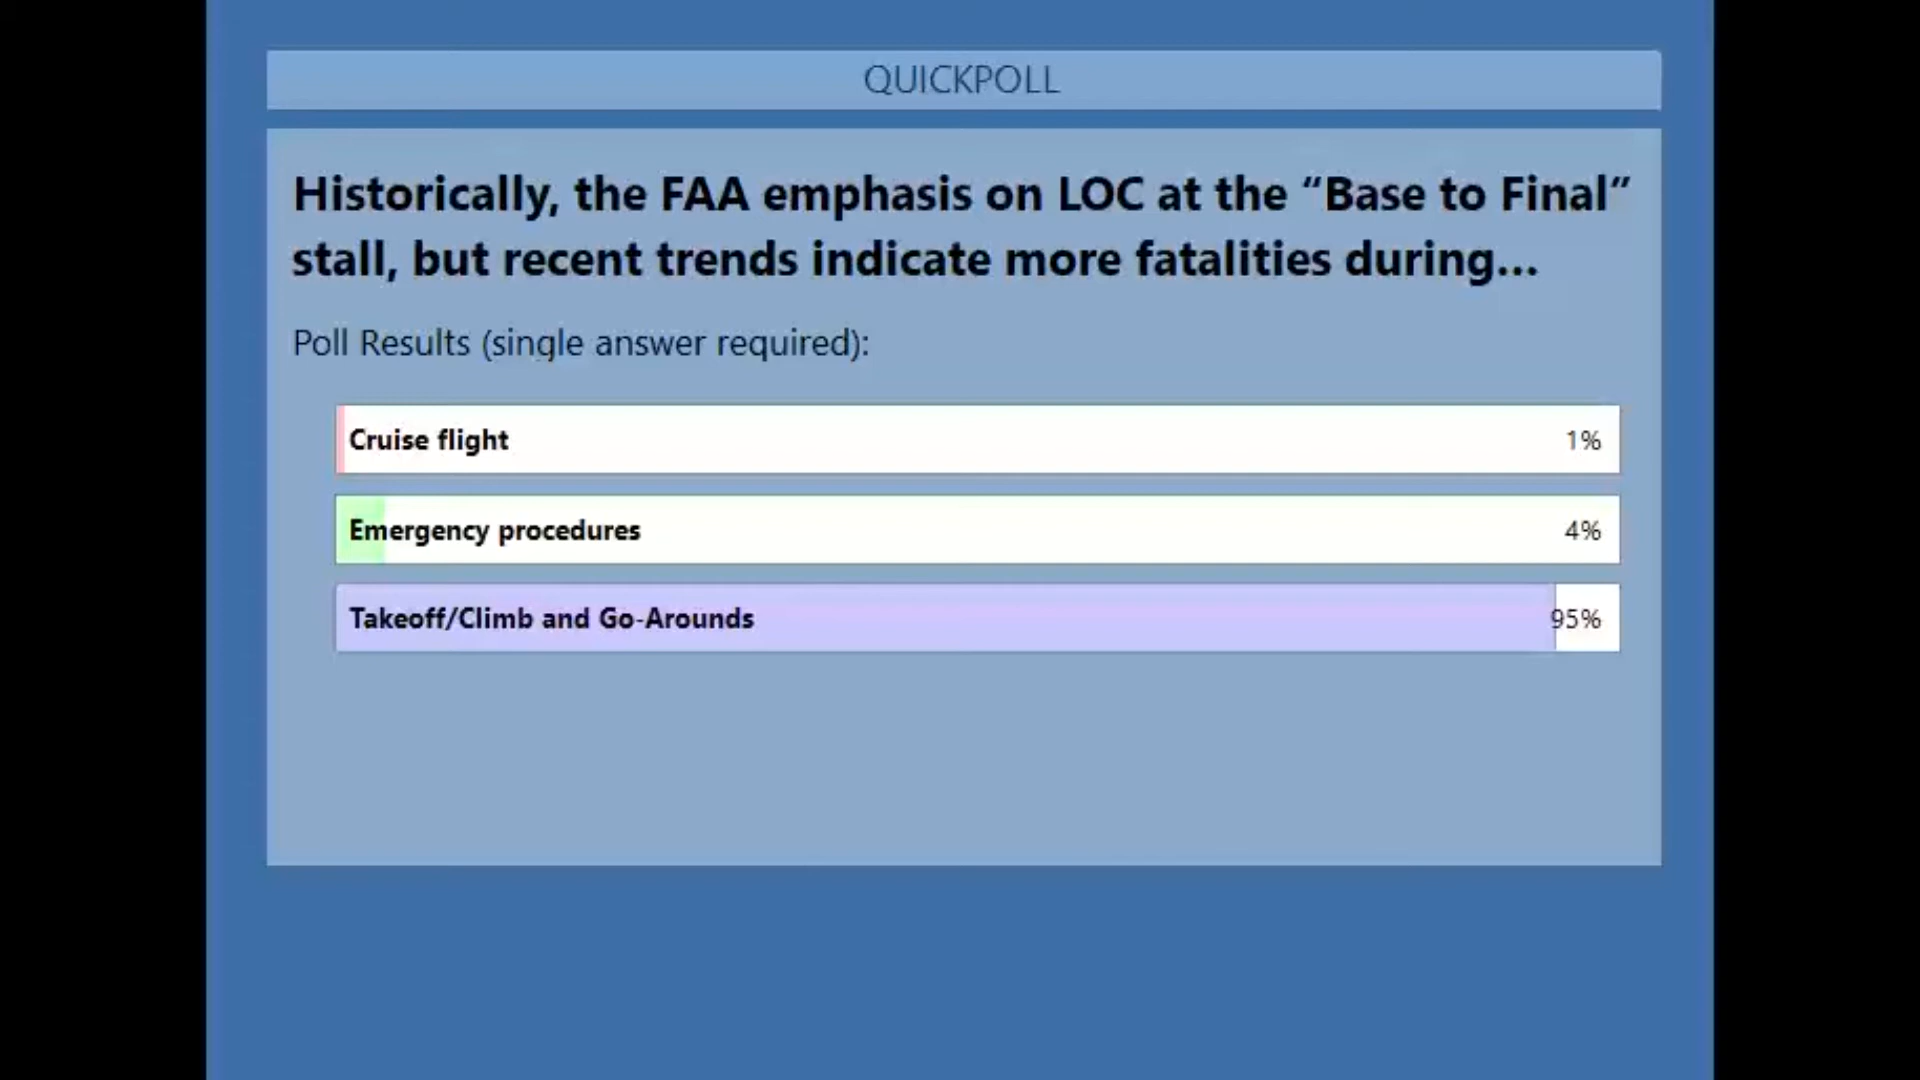 QUICKPOLL
Historically, the FAA emphasis on LOC at the “Base to Final”
stall, but recent trends indicate more fatalities during...
Poll Results (single answer required):
Cruise flight 1%
Emergency procedures 4%
Takeoff/Climb and Go-Arounds 95%